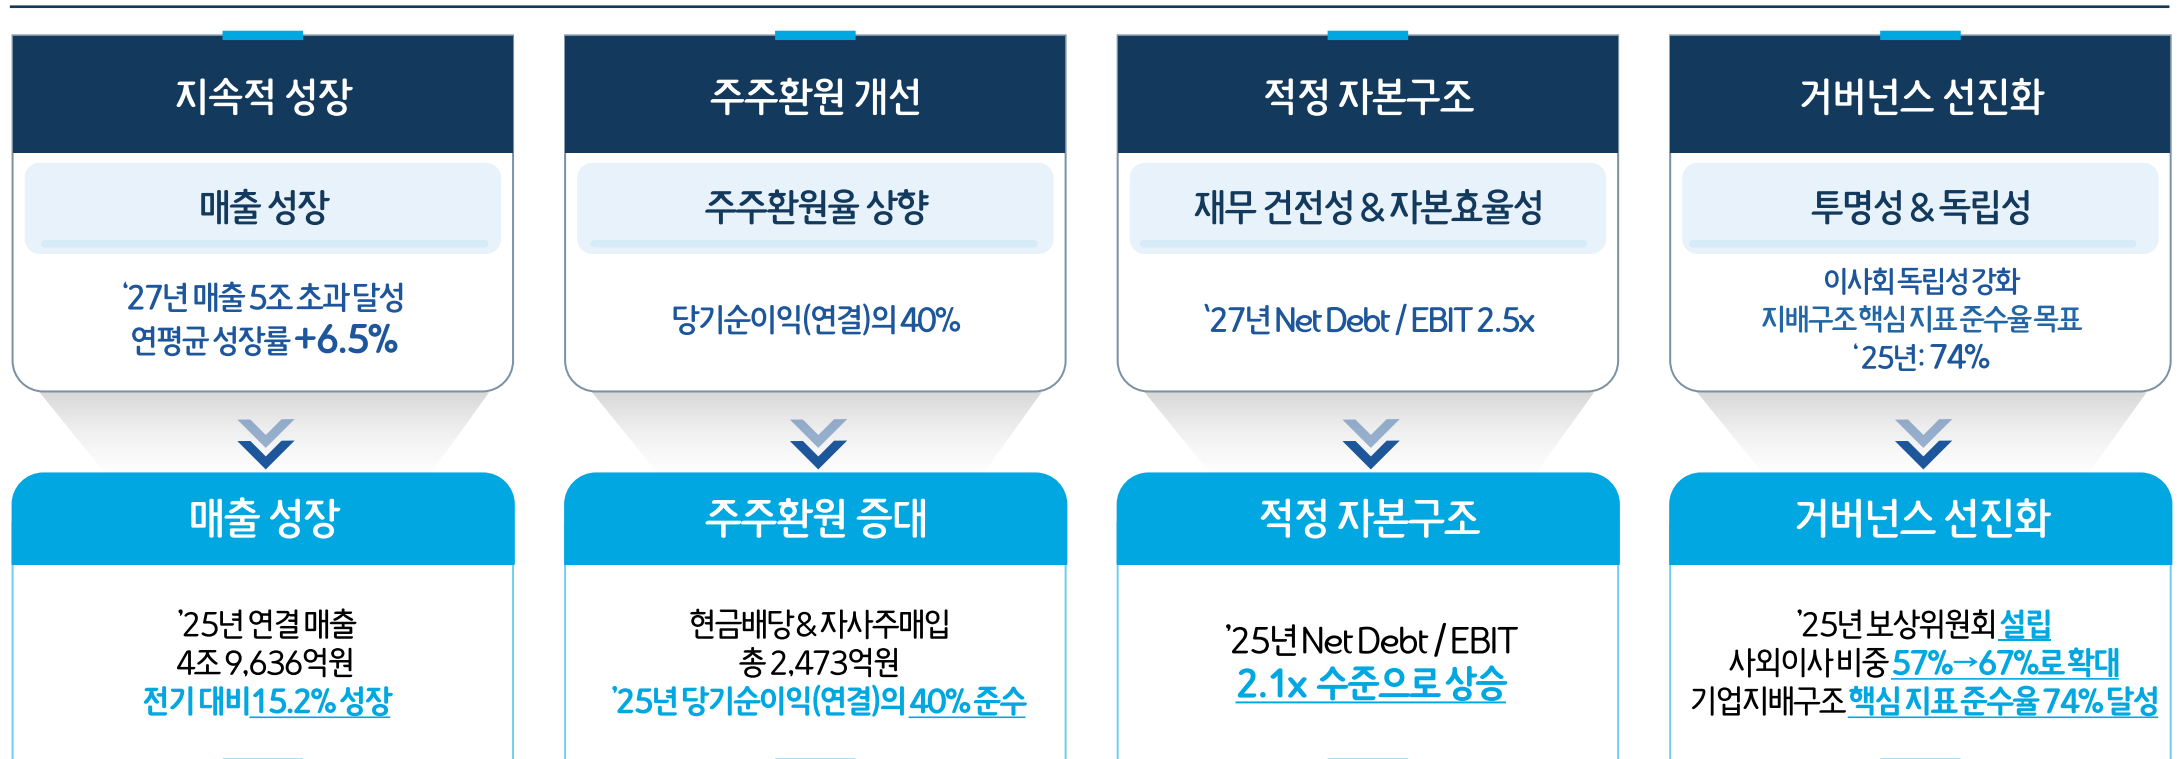 지속적 성장
매출 성장
‘27년 매출 5조 초과 달성
연평균 성장률 +6.5%
매출 성장
’25년 연결 매출
4조 9,636억원
전기 대비 15.2% 성장
주주환원 개선
주주환원율 상향
당기순이익(연결)의 40%
주주환원 증대
현금배당 & 자사주매입
총 2,473억원
’25년 당기순이익(연결)의 40% 준수
적정 자본구조
재무 건전성 & 자본효율성
‘27년 Net Debt / EBIT 2.5x
적정 자본구조
’25년 Net Debt / EBIT
2.1x 수준으로 상승
거버넌스 선진화
투명성 & 독립성
이사회 독립성 강화
지배구조 핵심 지표 준수율 목표
‘25년: 74%
거버넌스 선진화
’25년 보상위원회 설립
사외이사 비중 57%→67%로 확대
기업지배구조 핵심 지표 준수율 74% 달성